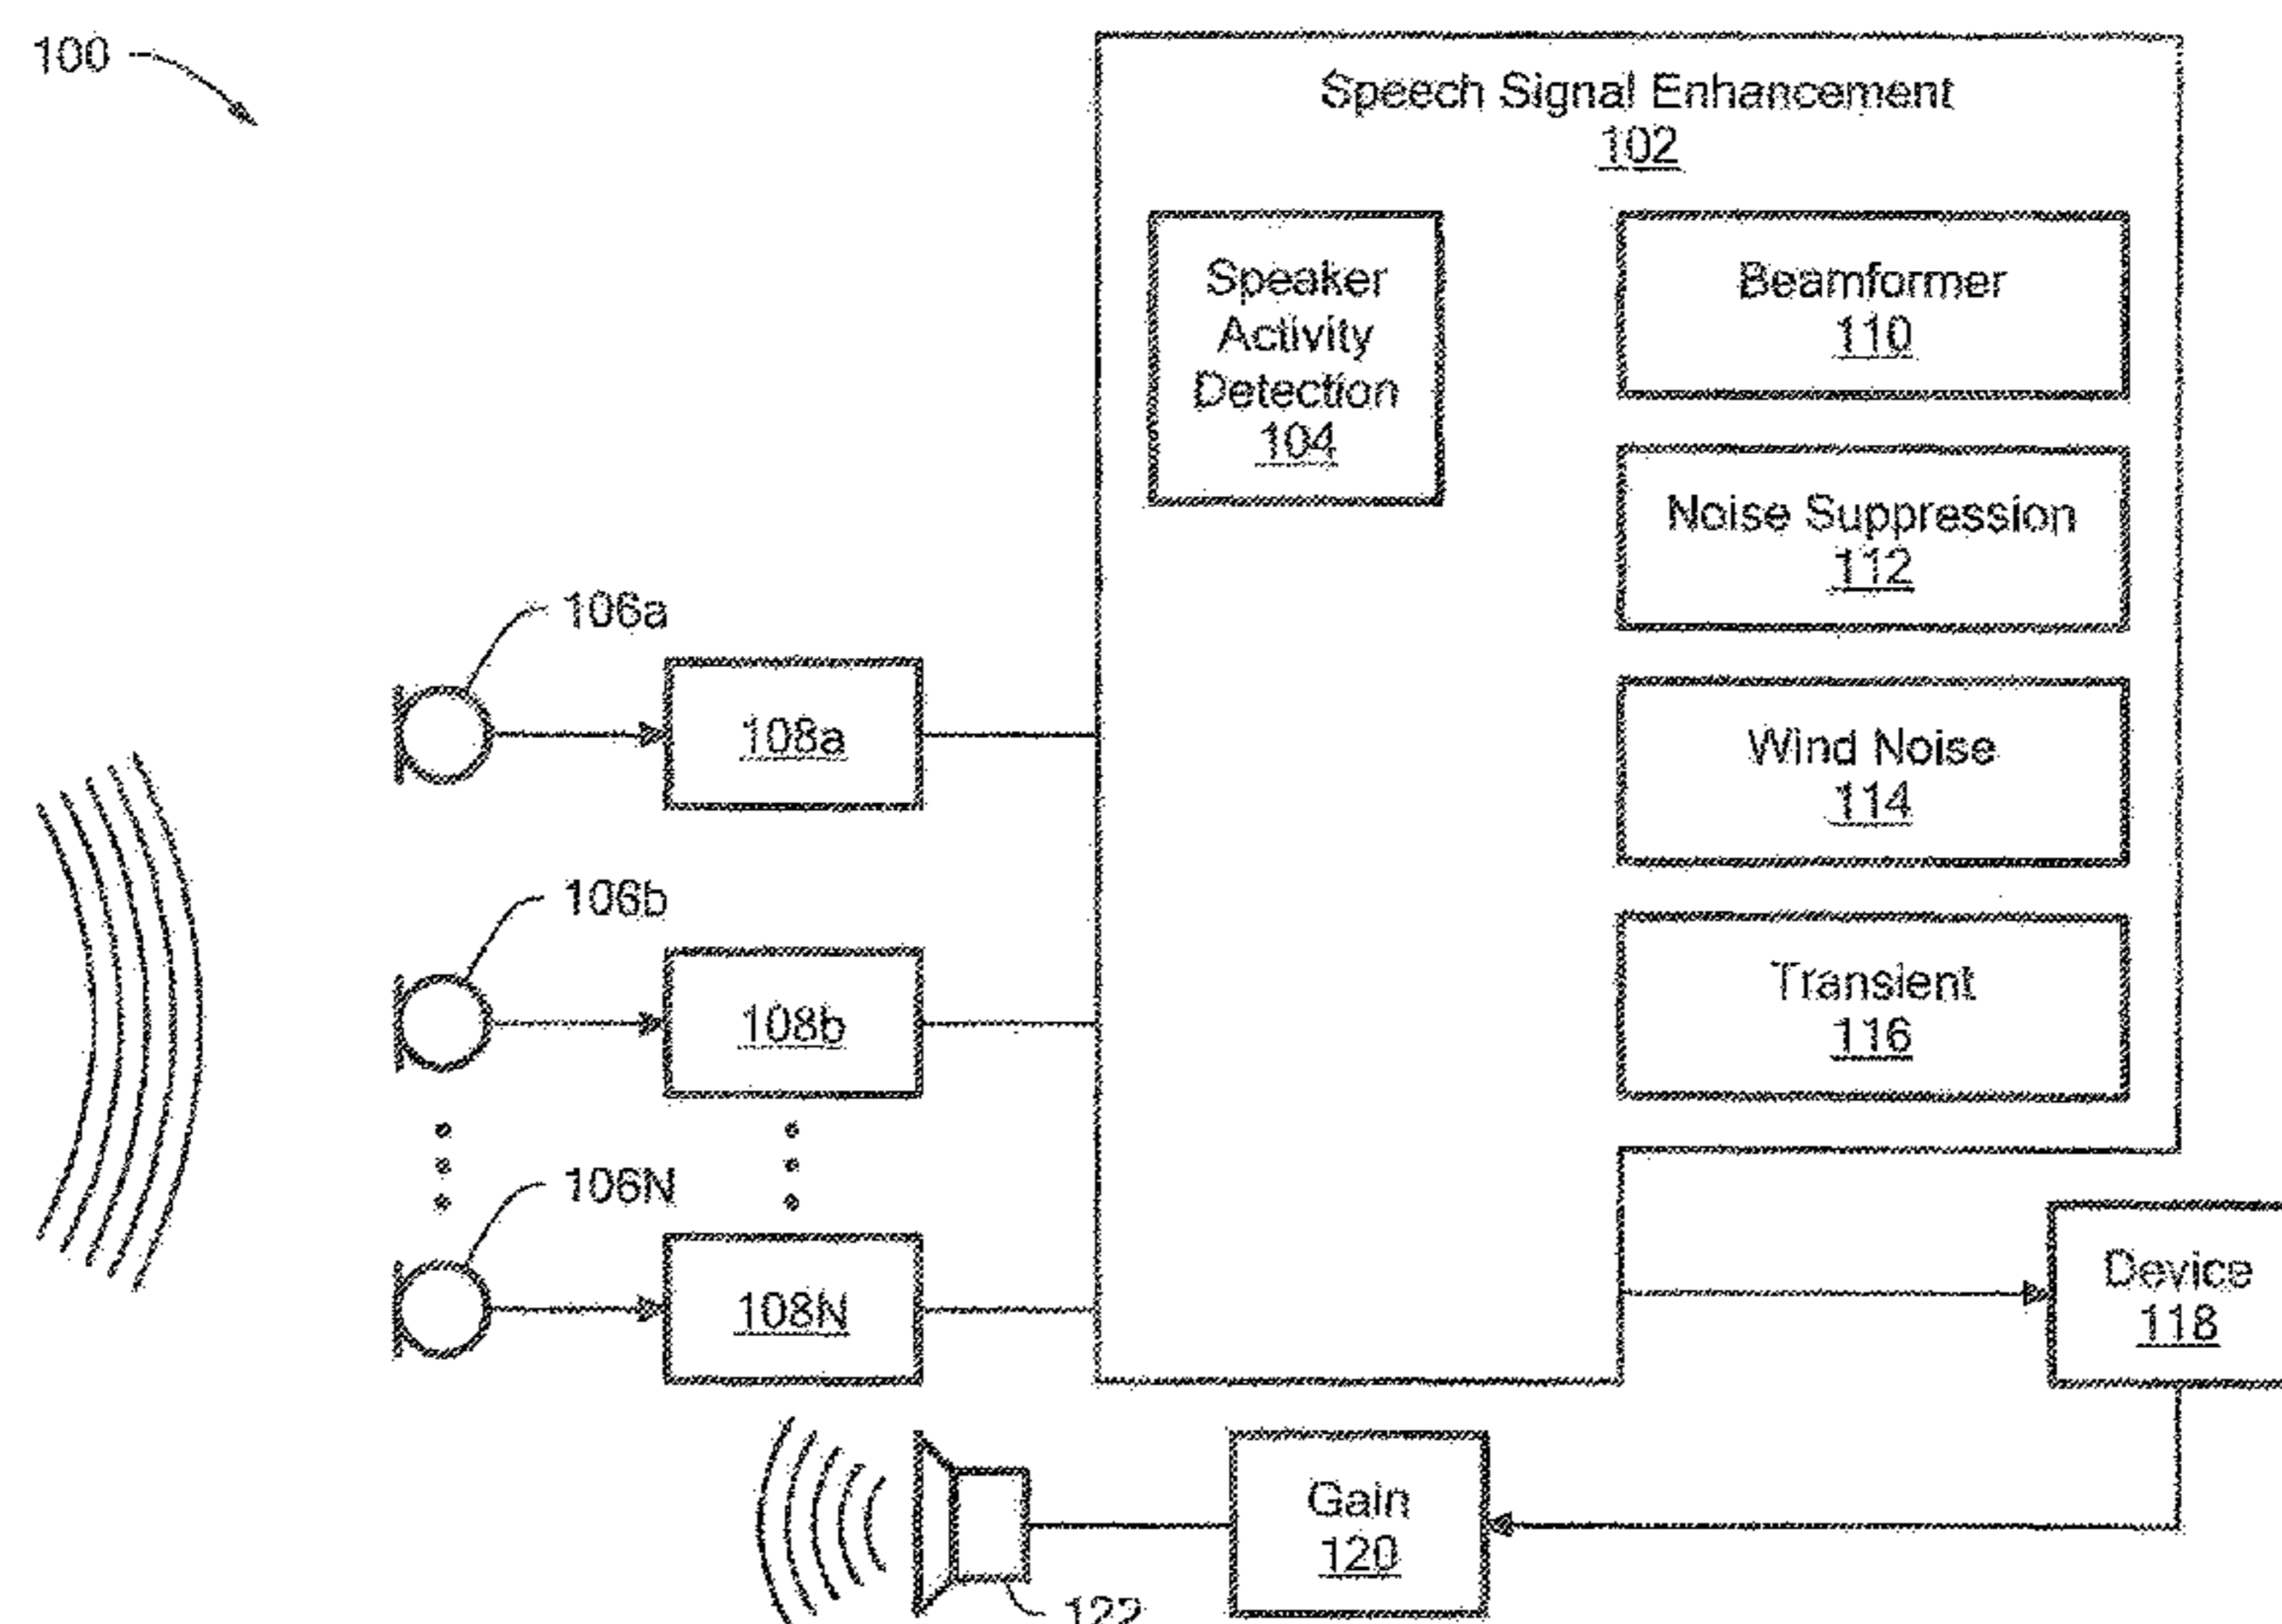 100
Speech Signal Enhancement
102
Speaker
Activity
Detection
104
Beamformer
110
Noise Suppression
112
Wind Noise
114
Transient
116
106a
108a
106b
108b
106N
108N
Device
118
Gain
120
122